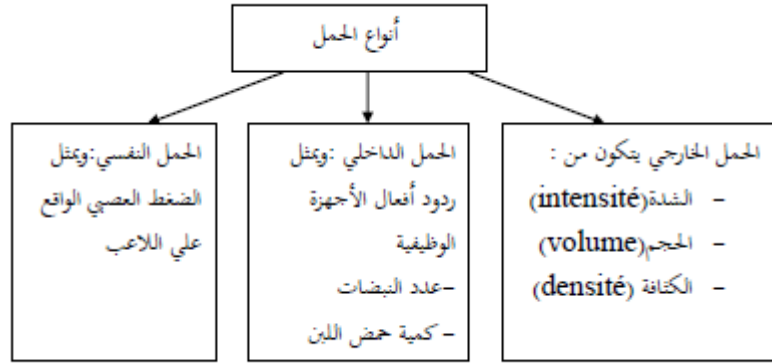 أنواع الحمل
الحمل الخارجي يتكون من :
- الشدة(intensité)
- الحجم(volume)
- الكثافة (densité)
الحمل الداخلي :ويمثل
ردود أفعال الأجهزة
الوظيفية
-عدد النبضات
- كمية حمض اللبن
الحمل النفسي:ويمثل
الضغط العصبي الواقع
علي اللاعب